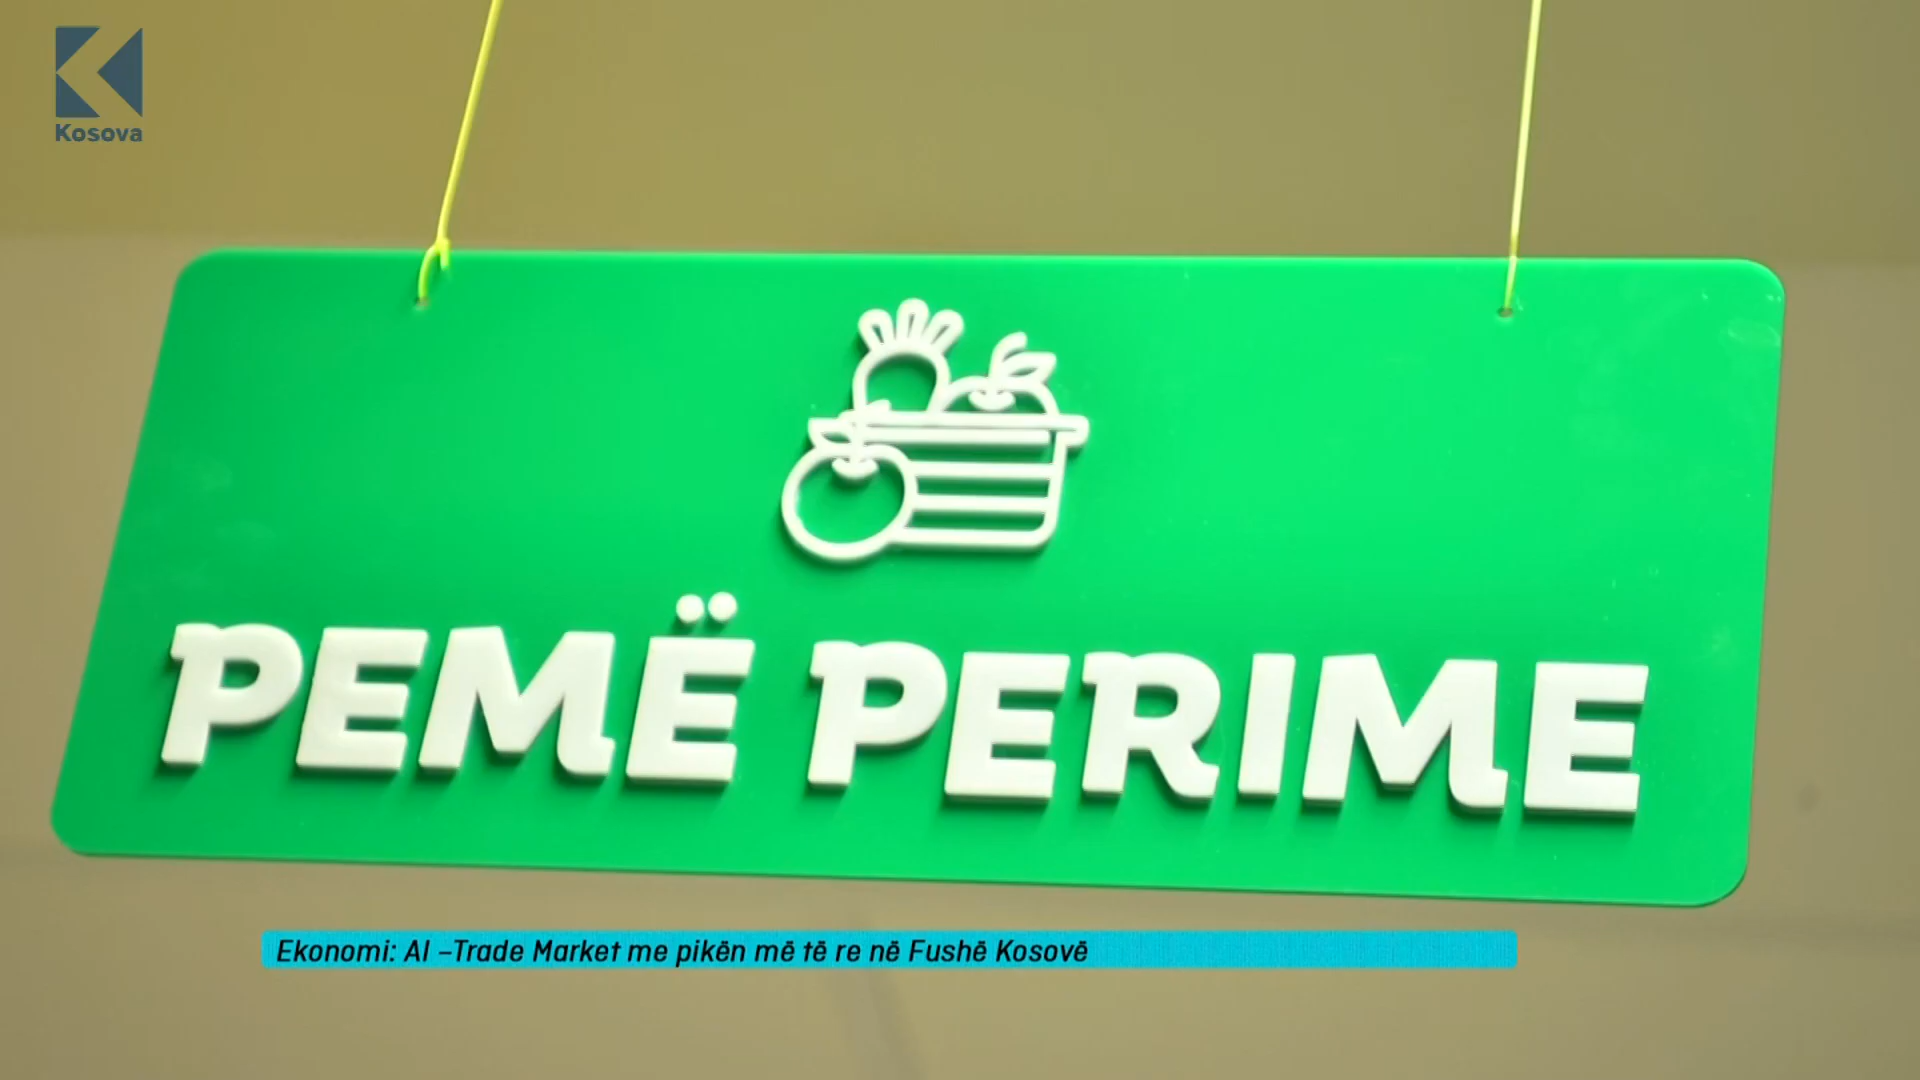 Kosova
PEMË PERIME
Ekonomi: Al –Trade Market me pikën më të re në Fushë Kosovë